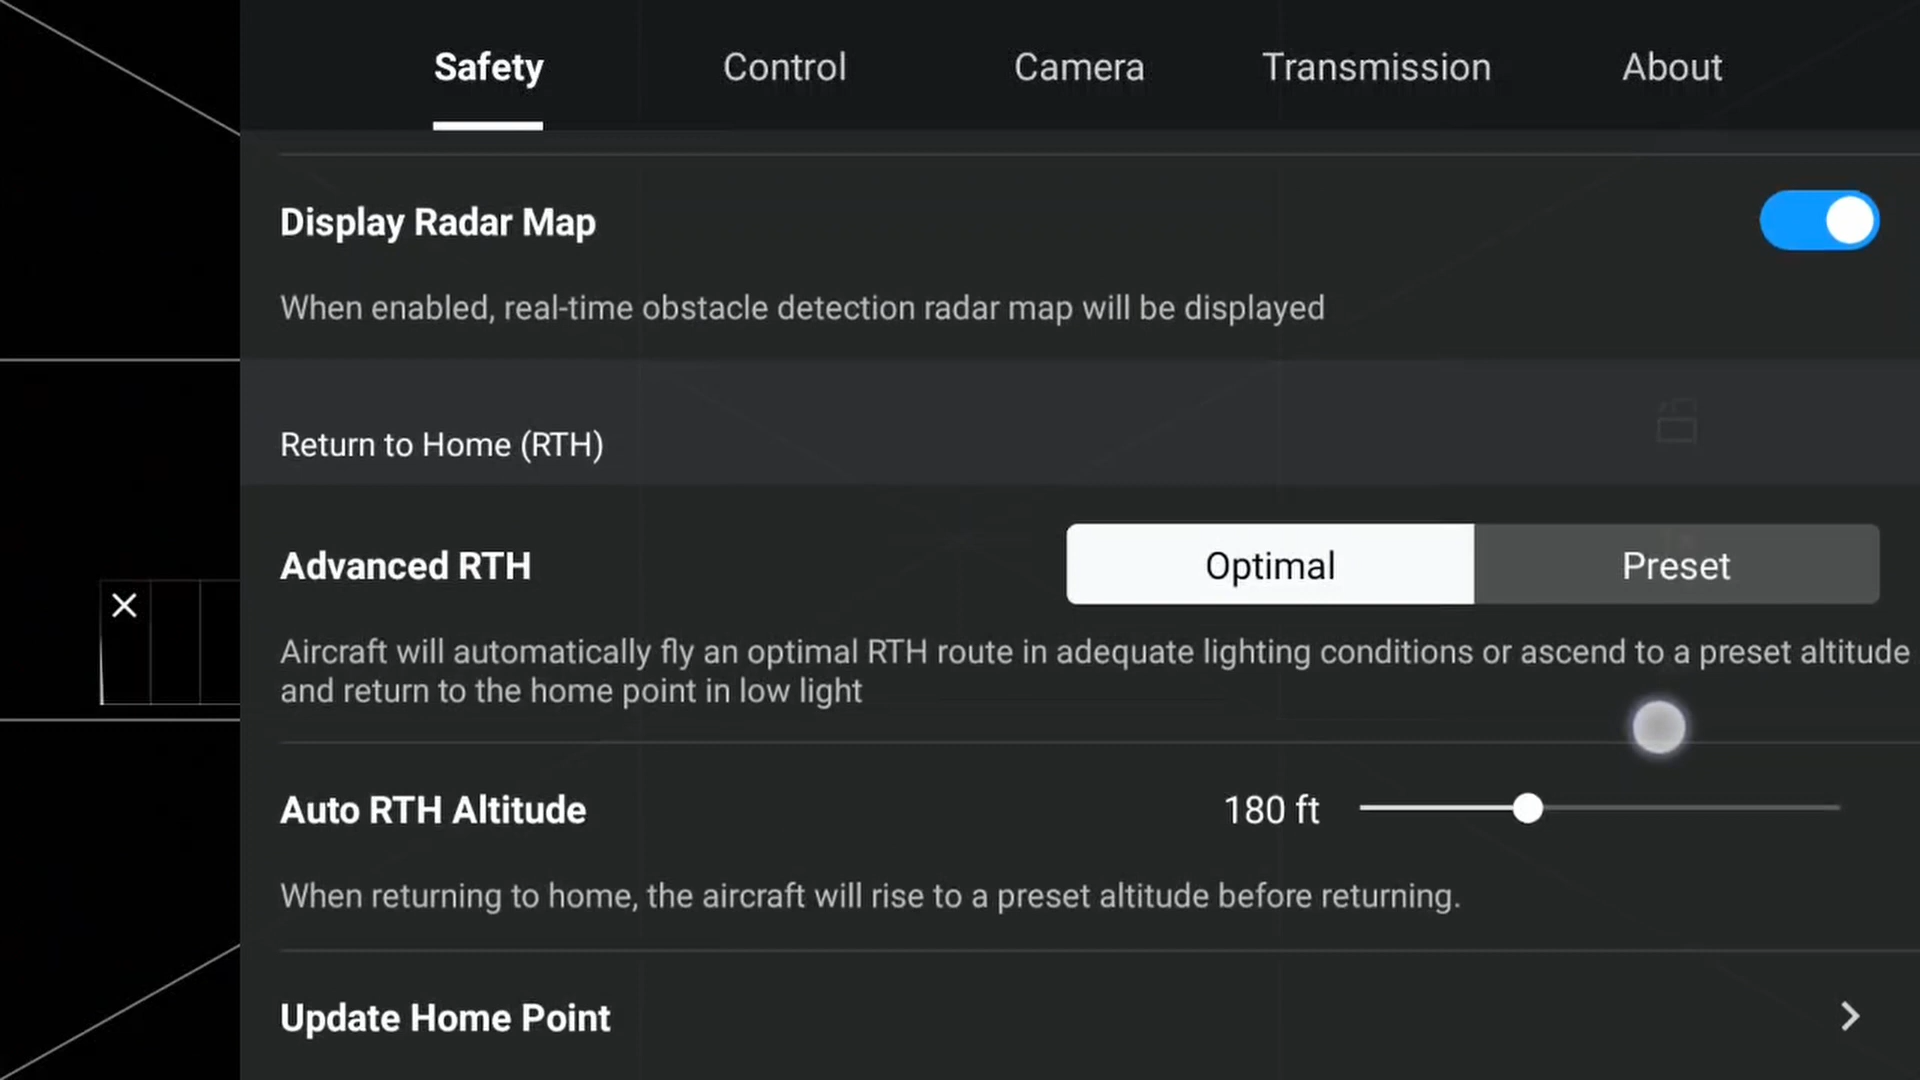 Safety Control Camera Transmission About
Display Radar Map
When enabled, real-time obstacle detection radar map will be displayed
Return to Home (RTH)
Advanced RTH Optimal Preset
Aircraft will automatically fly an optimal RTH route in adequate lighting conditions or ascend to a preset altitude
and return to the home point in low light
Auto RTH Altitude 180 ft
When returning to home, the aircraft will rise to a preset altitude before returning.
Update Home Point